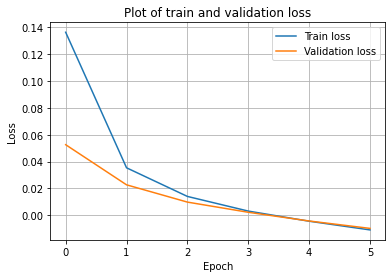 Plot of train and validation loss
Train loss
Validation loss
0.14
0.12
0.10
0.08
0.06
0.04
0.02
0.00
Loss
0 1 2 3 4 5
Epoch